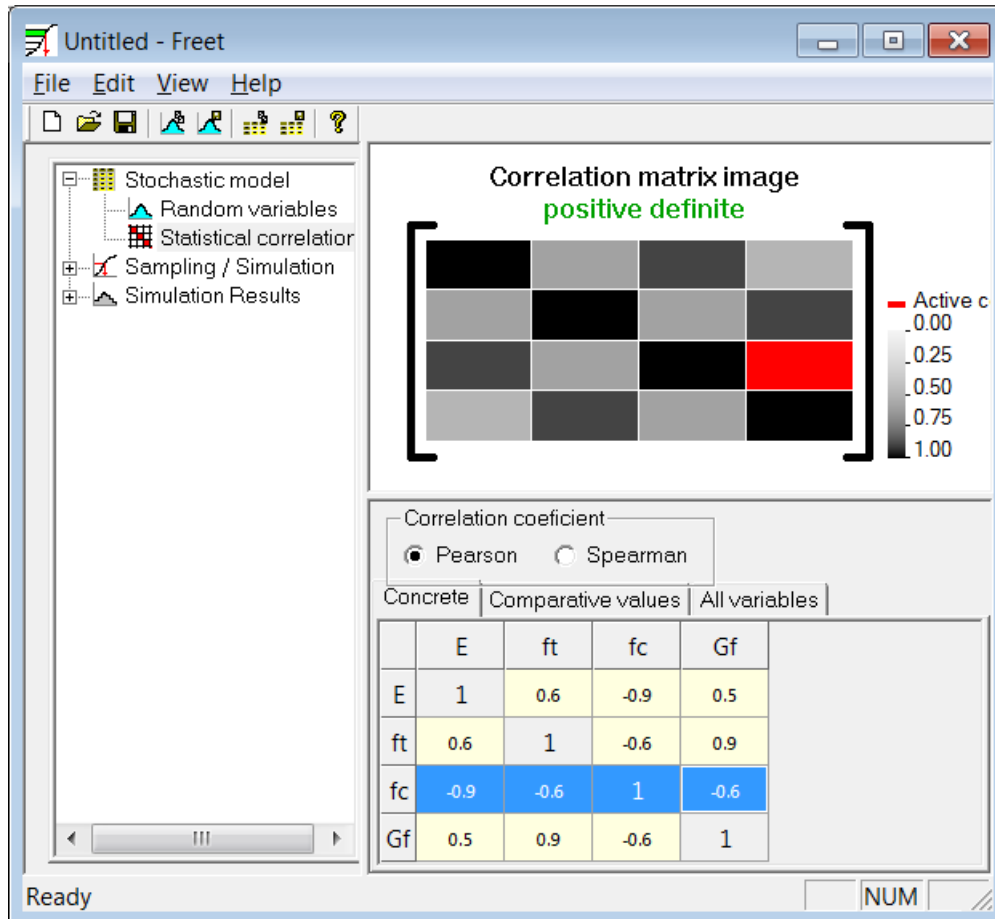 Untitled - Freet
File Edit View Help
Stochastic model
Random variables
Statistical correlation
Sampling / Simulation
Simulation Results
Correlation matrix image
positive definite
Active c
0.00
0.25
0.50
0.75
1.00
Correlation coeficient
Pearson Spearman
Concrete Comparative values All variables
E ft fc Gf
E 1 0.6 -0.9 0.5
ft 0.6 1 -0.6 0.9
fc -0.9 -0.6 1 -0.6
Gf 0.5 0.9 -0.6 1
Ready NUM